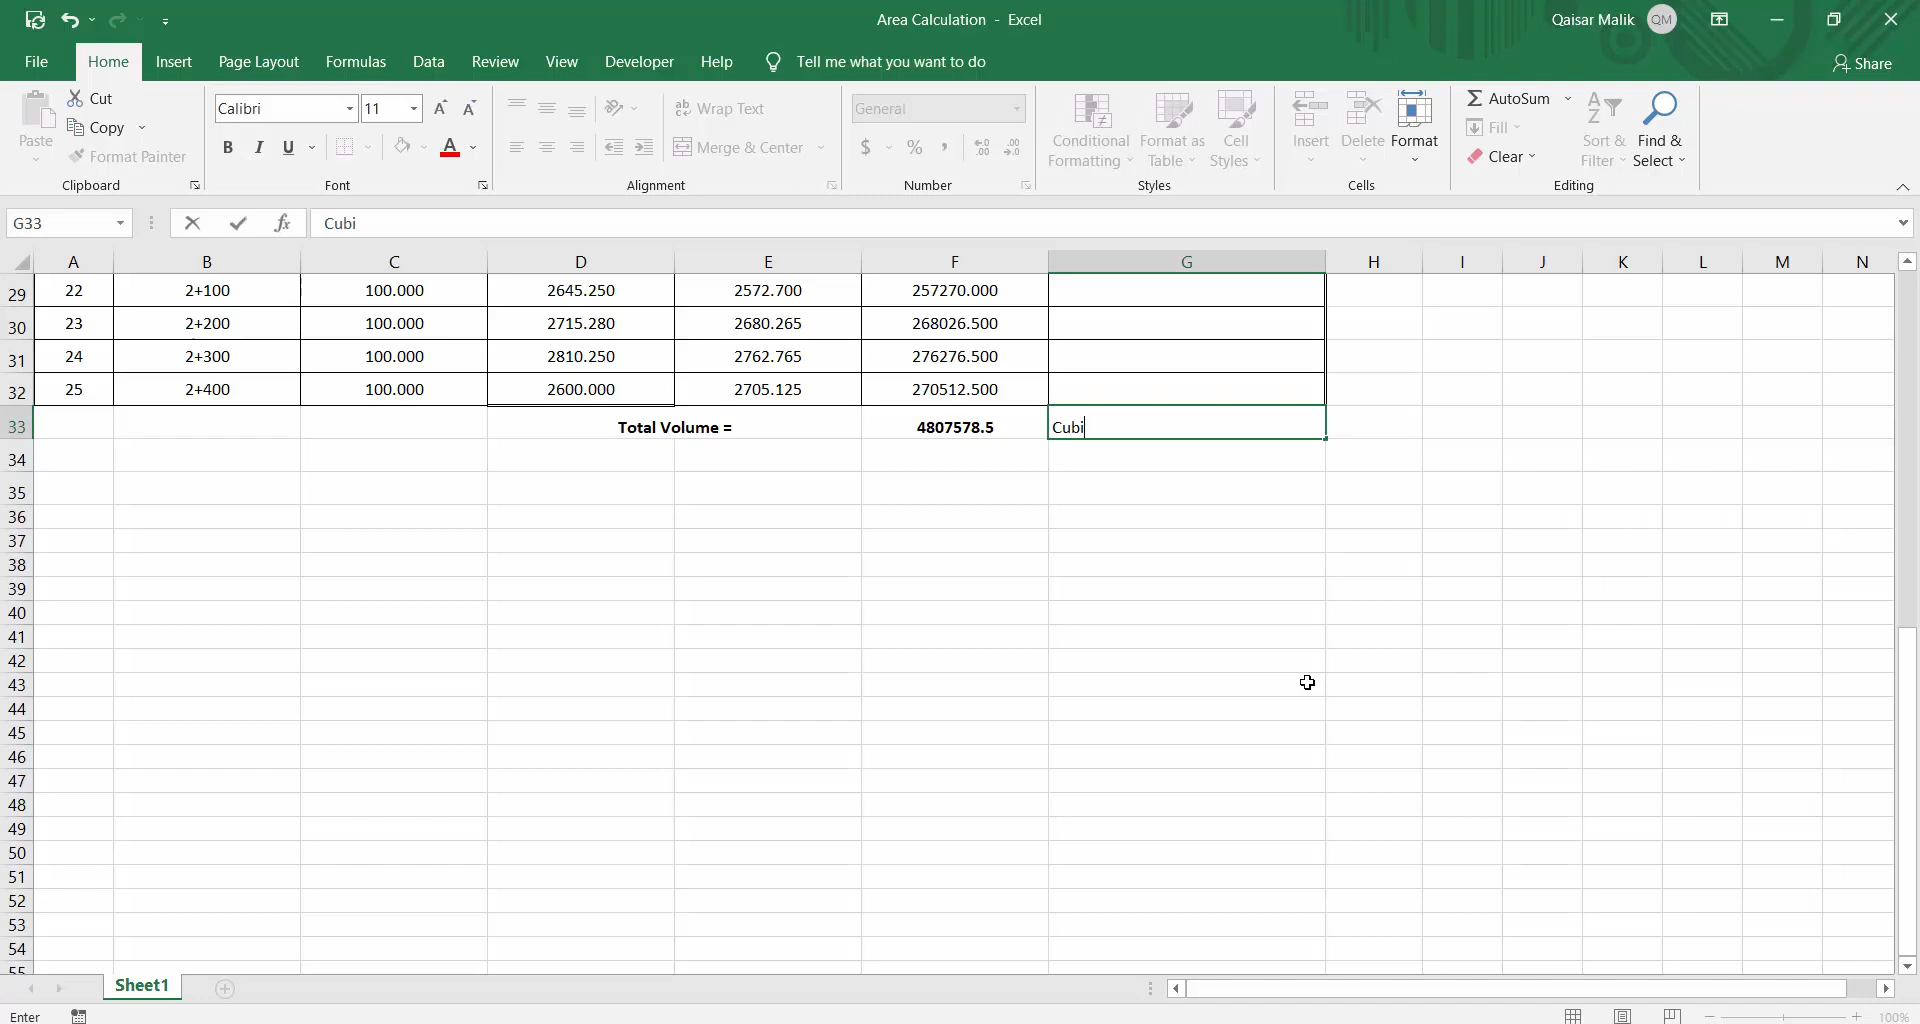 Area Calculation - Excel
Qaisar Malik QM
File Home Insert Page Layout Formulas Data Review View Developer Help Tell me what you want to do Share
Paste
Cut
Copy
Format Painter
Clipboard
Calibri 11 A A
B I U A
Font
ab Wrap Text
Merge & Center
Alignment
General
$ % , .0 .00 .00 .0
Number
Conditional Formatting
Format as Table
Cell Styles
Styles
Insert Delete Format
Cells
AutoSum
Fill
Clear
Sort & Filter
Find & Select
Editing
G33 fx Cubi
A B C D E F G H I J K L M N
29 22 2+100 100.000 2645.250 2572.700 257270.000
30 23 2+200 100.000 2715.280 2680.265 268026.500
31 24 2+300 100.000 2810.250 2762.765 276276.500
32 25 2+400 100.000 2600.000 2705.125 270512.500
33 Total Volume = 4807578.5 Cubi
34
35
36
37
38
39
40
41
42
43
44
45
46
47
48
49
50
51
52
53
54
55
Sheet1
Enter 100%